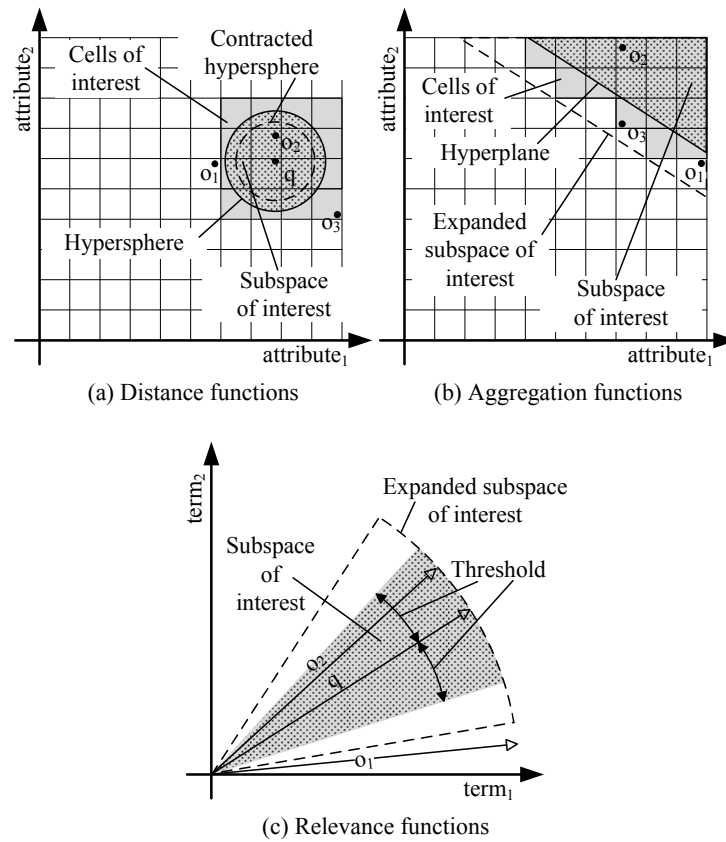 attribute2
Cells of
interest
Contracted
hypersphere
o1
o2
q
o3
Hypersphere
Subspace
of interest
attribute1
(a) Distance functions
attribute2
o2
Cells of
interest
o3
Hyperplane
o1
Expanded
subspace of
interest
Subspace
of interest
attribute1
(b) Aggregation functions
term2
Expanded subspace
of interest
Subspace
of
interest
Threshold
o2
q
o1
term1
(c) Relevance functions